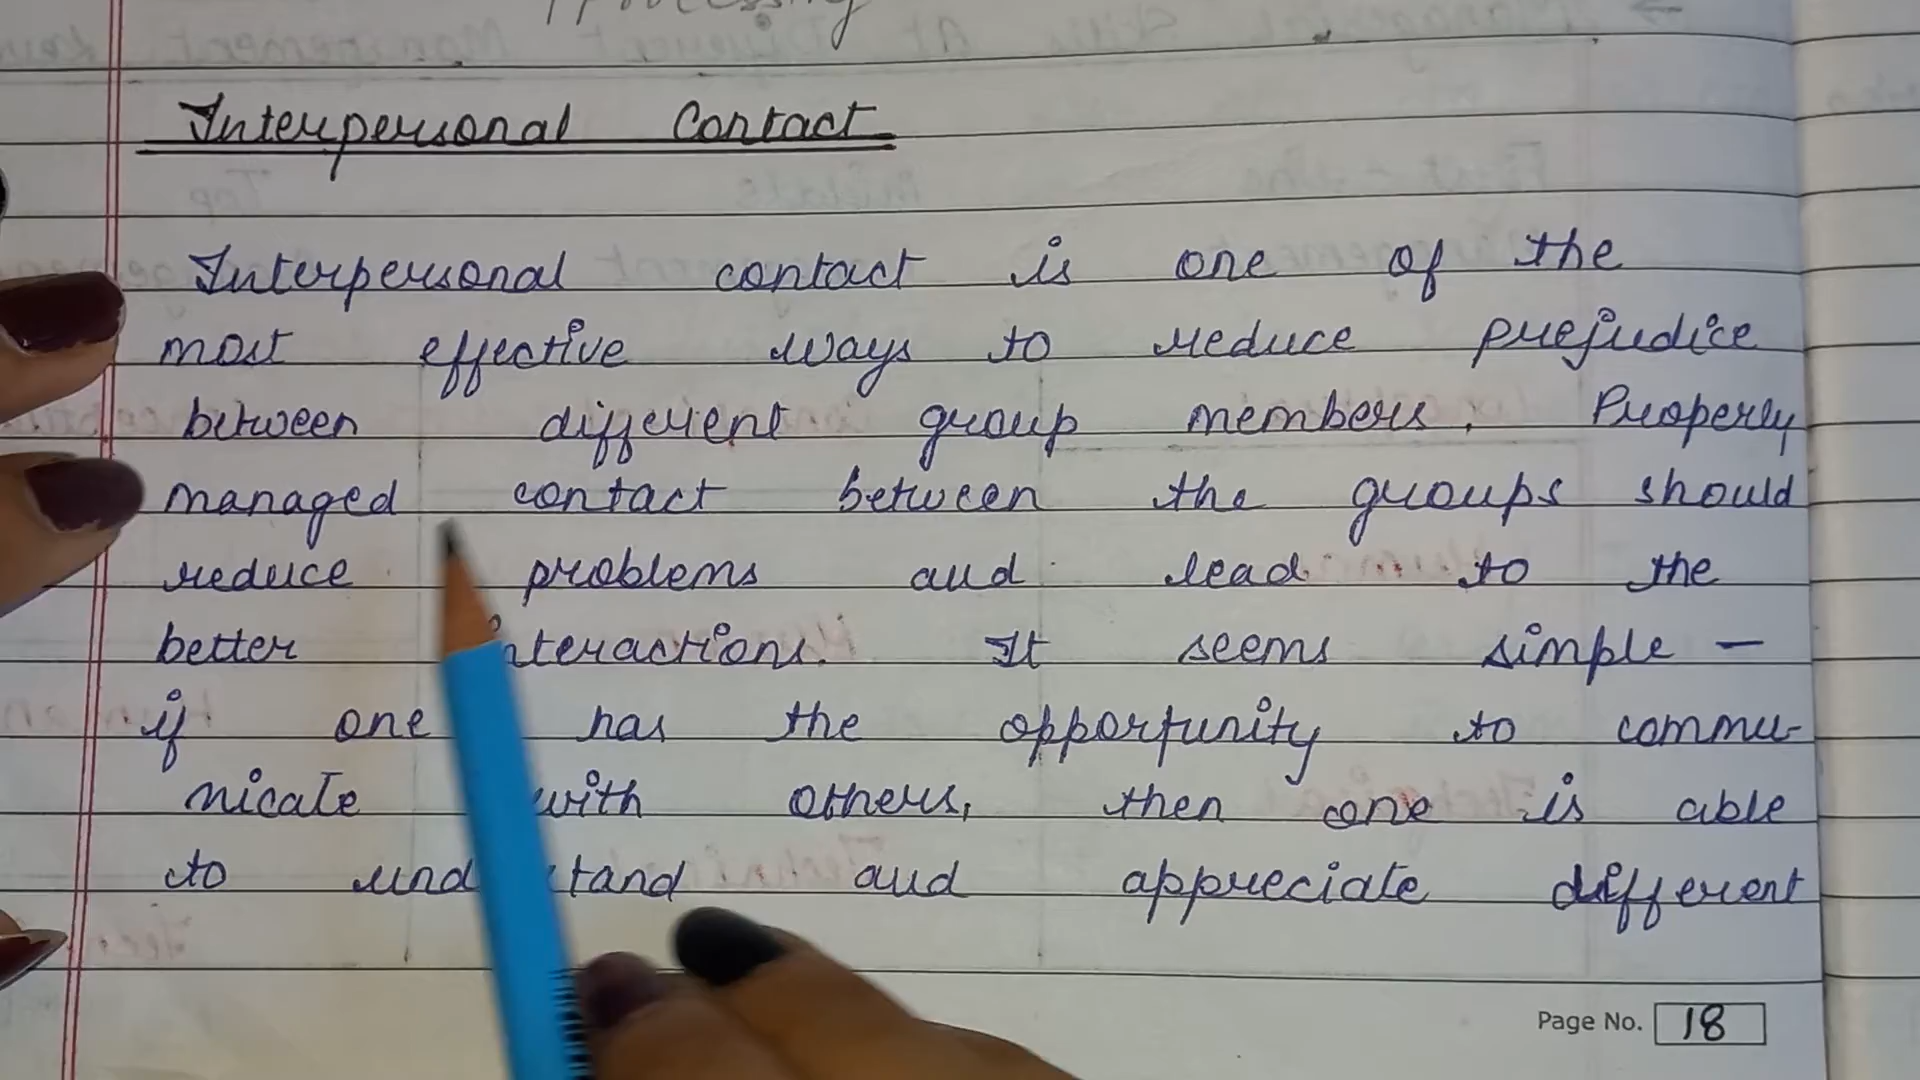 Processing
Interpersonal Contact
Interpersonal contact is one of the
most effective ways to reduce prejudice
between different group members. Properly
managed contact between the groups should
reduce problems and lead to the
better interactions. It seems simple -
if one has the opportunity to commu-
nicate with others, then one is able
to understand and appreciate different
Page No. 18